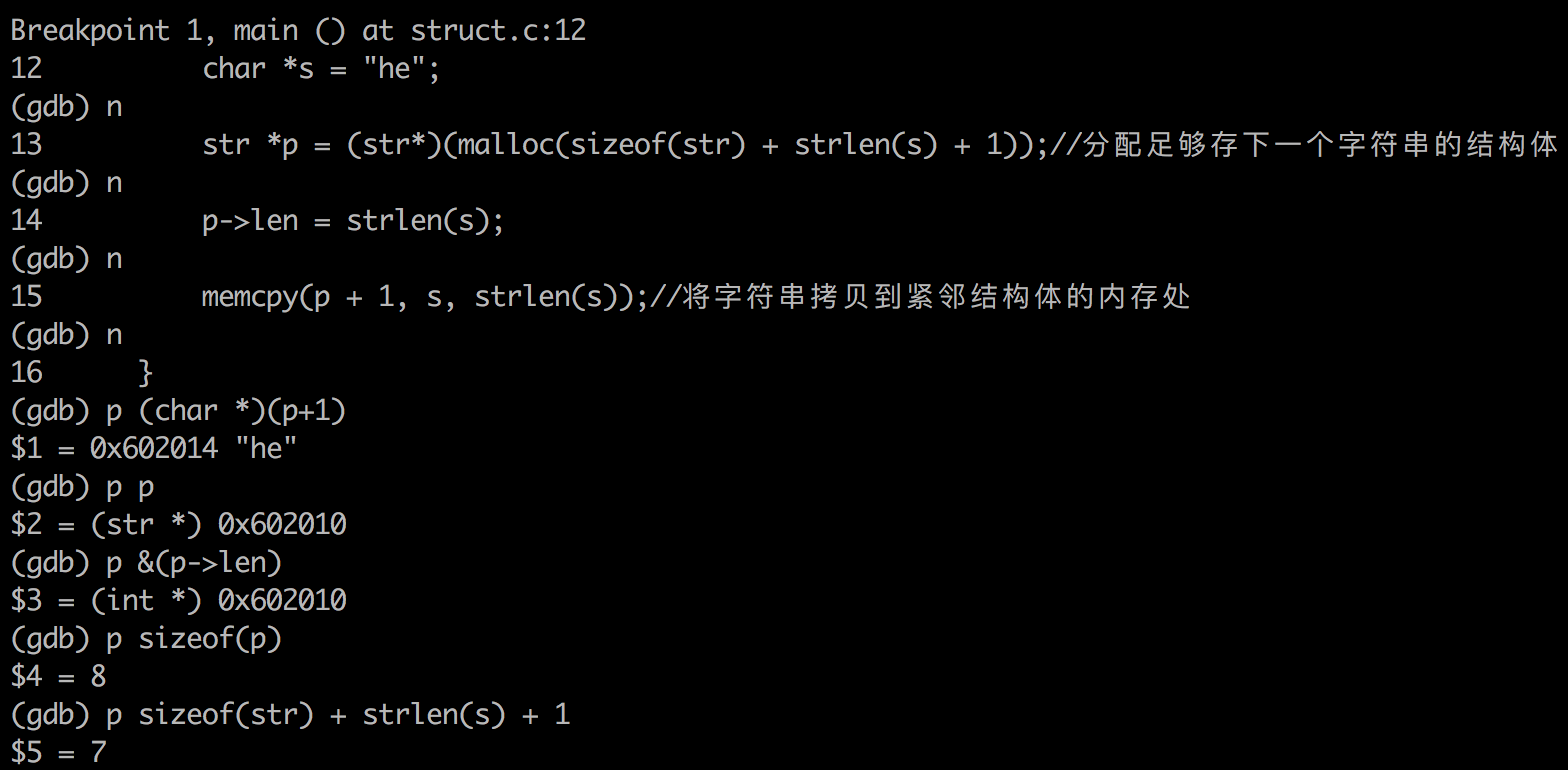 Breakpoint 1, main () at struct.c:12
12          char *s = "he";
(gdb) n
13          str *p = (str*)(malloc(sizeof(str) + strlen(s) + 1));//分配足够存下一个字符串的结构体
(gdb) n
14          p->len = strlen(s);
(gdb) n
15          memcpy(p + 1, s, strlen(s));//将字符串拷贝到紧邻结构体的内存处
(gdb) n
16      }
(gdb) p (char *)(p+1)
$1 = 0x602014 "he"
(gdb) p p
$2 = (str *) 0x602010
(gdb) p &(p->len)
$3 = (int *) 0x602010
(gdb) p sizeof(p)
$4 = 8
(gdb) p sizeof(str) + strlen(s) + 1
$5 = 7